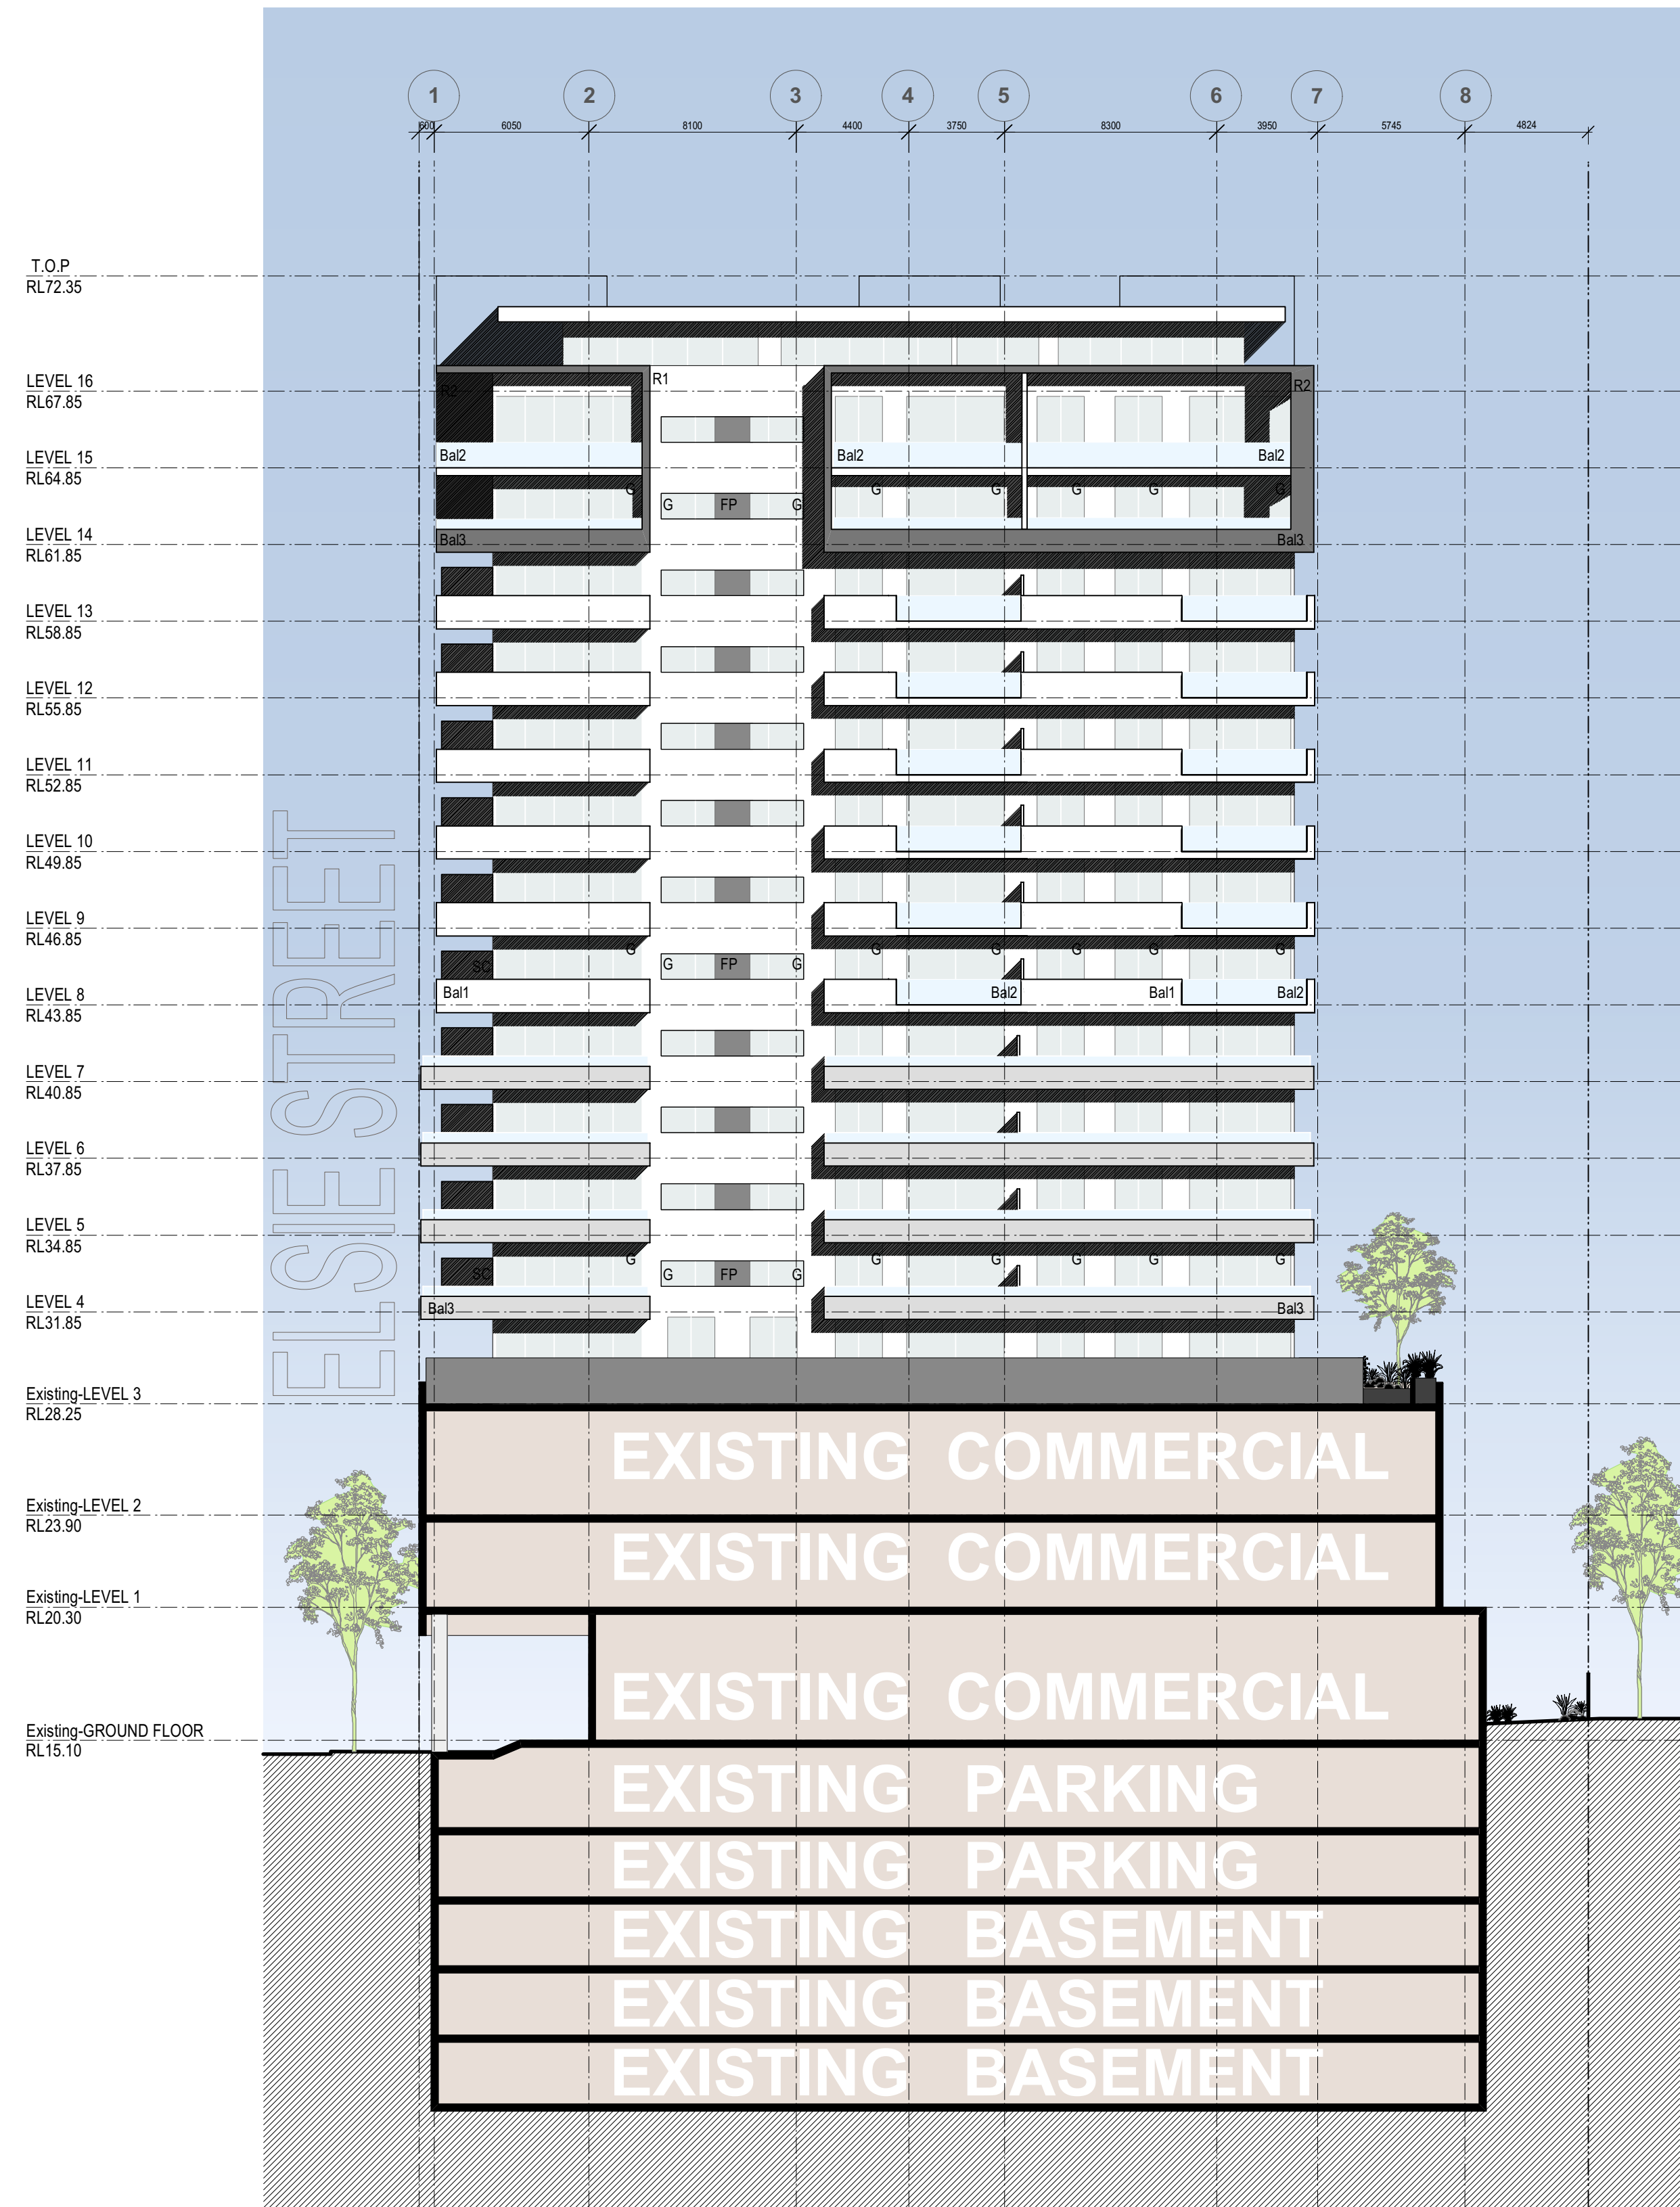 1 2 3 4 5 6 7 8
600 6050 8100 4400 3750 8300 3950 5745 4824
T.O.P
RL72.35
LEVEL 16
RL67.85
R2 R1 R2
LEVEL 15
RL64.85
Bal2 Bal2 Bal2
G G FP G G G G G G
LEVEL 14
RL61.85
Bal3 Bal3
LEVEL 13
RL58.85
LEVEL 12
RL55.85
LEVEL 11
RL52.85
LEVEL 10
RL49.85
LEVEL 9
RL46.85
G G G G G G
SC G FP G
LEVEL 8
RL43.85
Bal1 Bal2 Bal1 Bal2
LEVEL 7
RL40.85
LEVEL 6
RL37.85
LEVEL 5
RL34.85
G G G G G G
SC G FP G
LEVEL 4
RL31.85
Bal3 Bal3
ELSIE STREET
Existing-LEVEL 3
RL28.25
EXISTING COMMERCIAL
Existing-LEVEL 2
RL23.90
EXISTING COMMERCIAL
Existing-LEVEL 1
RL20.30
EXISTING COMMERCIAL
Existing-GROUND FLOOR
RL15.10
EXISTING PARKING
EXISTING PARKING
EXISTING BASEMENT
EXISTING BASEMENT
EXISTING BASEMENT